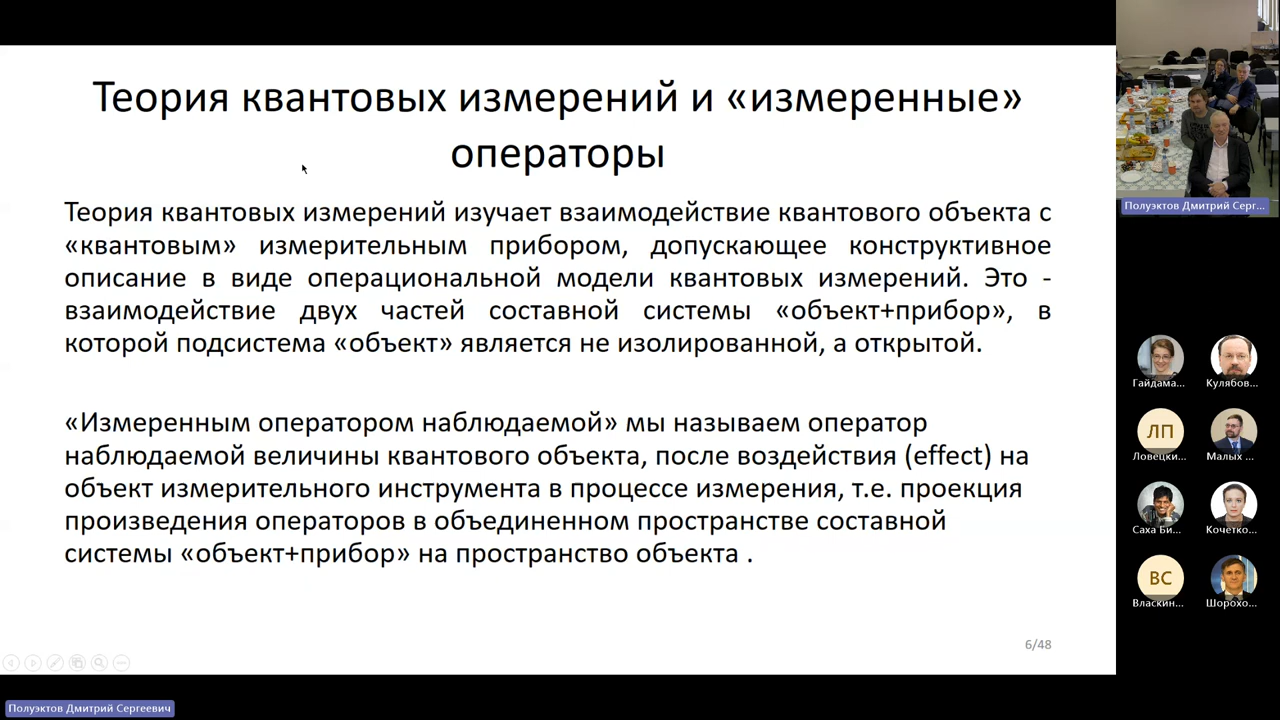 Теория квантовых измерений и «измеренные»
операторы
Теория квантовых измерений изучает взаимодействие квантового объекта с
«квантовым» измерительным прибором, допускающее конструктивное
описание в виде операциональной модели квантовых измерений. Это -
взаимодействие двух частей составной системы «объект+прибор», в
которой подсистема «объект» является не изолированной, а открытой.
«Измеренным оператором наблюдаемой» мы называем оператор
наблюдаемой величины квантового объекта, после воздействия (effect) на
объект измерительного инструмента в процессе измерения, т.е. проекция
произведения операторов в объединенном пространстве составной
системы «объект+прибор» на пространство объекта .
6/48
Полуэктов Дмитрий Сергеевич
Полуэктов Дмитрий Серг...
Гайдама...
Кулябов...
ЛП
Ловецки...
Малых ...
Саха Би...
Кочетко...
ВС
Власкин...
Шорохо...